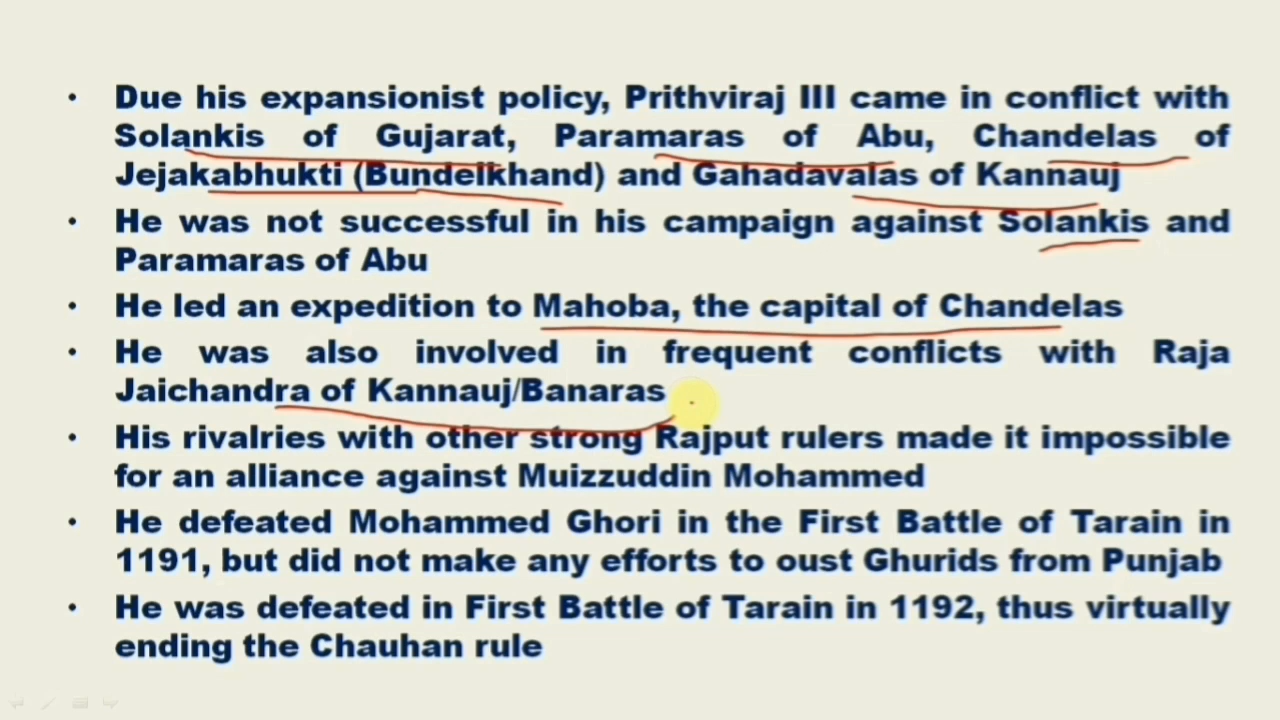 • Due his expansionist policy, Prithviraj III came in conflict with
Solankis of Gujarat, Paramaras of Abu, Chandelas of
Jejakabhukti (Bundelkhand) and Gahadavalas of Kannauj
• He was not successful in his campaign against Solankis and
Paramaras of Abu
• He led an expedition to Mahoba, the capital of Chandelas
• He was also involved in frequent conflicts with Raja
Jaichandra of Kannauj/Banaras
• His rivalries with other strong Rajput rulers made it impossible
for an alliance against Muizzuddin Mohammed
• He defeated Mohammed Ghori in the First Battle of Tarain in
1191, but did not make any efforts to oust Ghurids from Punjab
• He was defeated in First Battle of Tarain in 1192, thus virtually
ending the Chauhan rule